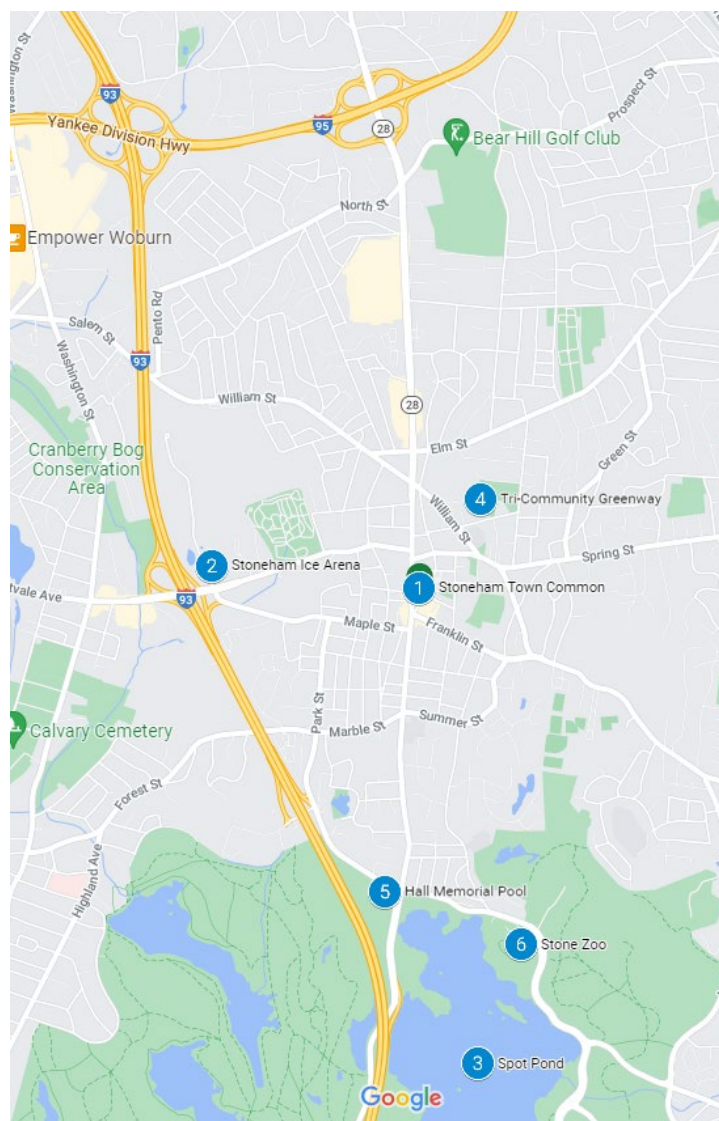 Washington St
93
Yankee Division Hwy
95
28
Bear Hill Golf Club
Prospect St
North St
Empower Woburn
Pento Rd
Salem St
Washington St
93
William St
28
Elm St
Green St
Cranberry Bog
Conservation
Area
4
Tri-Community Greenway
William St
Spring St
2
Stoneham Ice Arena
1
Stoneham Town Common
tvale Ave
93
Maple St
Franklin St
Park St
Summer St
Marble St
Calvary Cemetery
Forest St
Highland Ave
5
Hall Memorial Pool
6
Stone Zoo
3
Spot Pond
Google